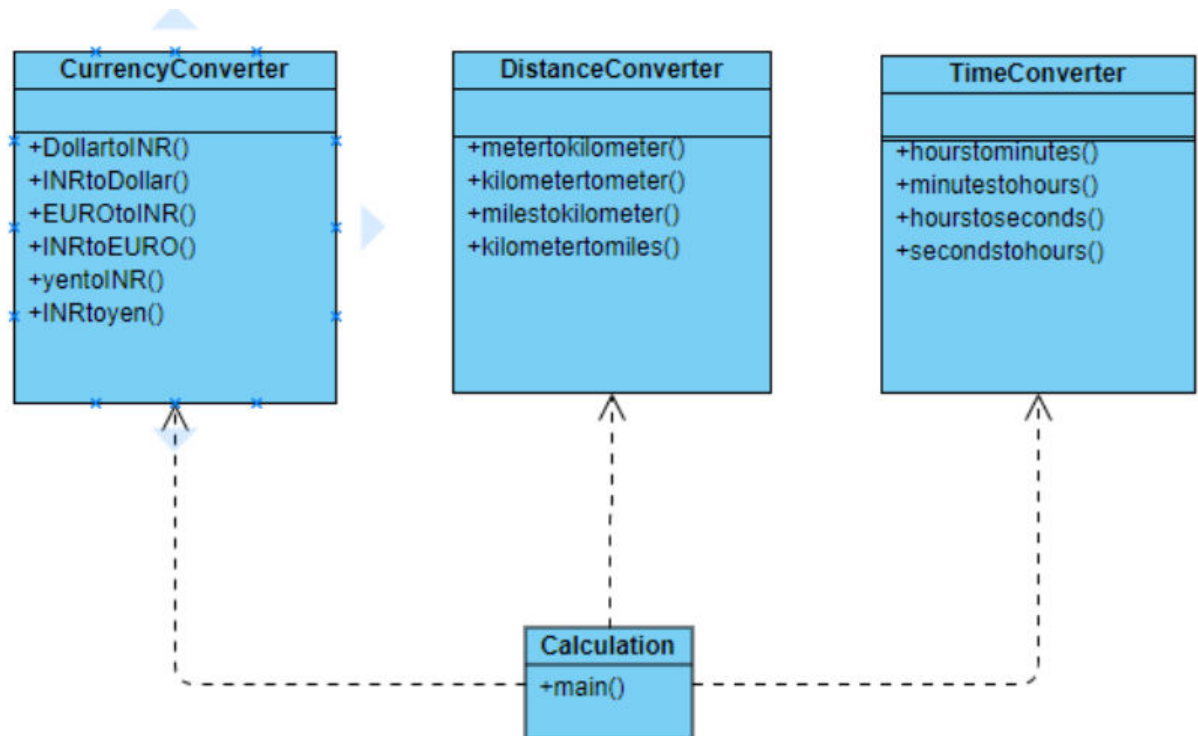 CurrencyConverter
+DollartoINR()
+INRtoDollar()
+EUROtoINR()
+INRtoEURO()
+yentoINR()
+INRtoyen()
DistanceConverter
+metertokilometer()
+kilometertometer()
+milestokilometer()
+kilometertomiles()
TimeConverter
+hourstominutes()
+minutestohours()
+hourstoseconds()
+secondstohours()
Calculation
+main()